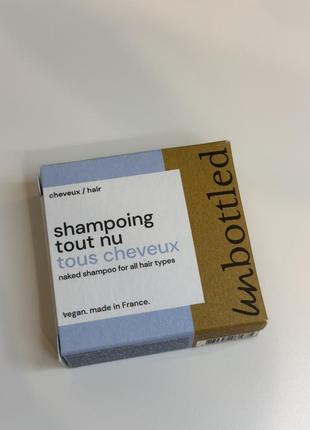 cheveux / hair
shampoing
tout nu
tous cheveux
naked shampoo for all hair types
vegan. made in France.
unbottled